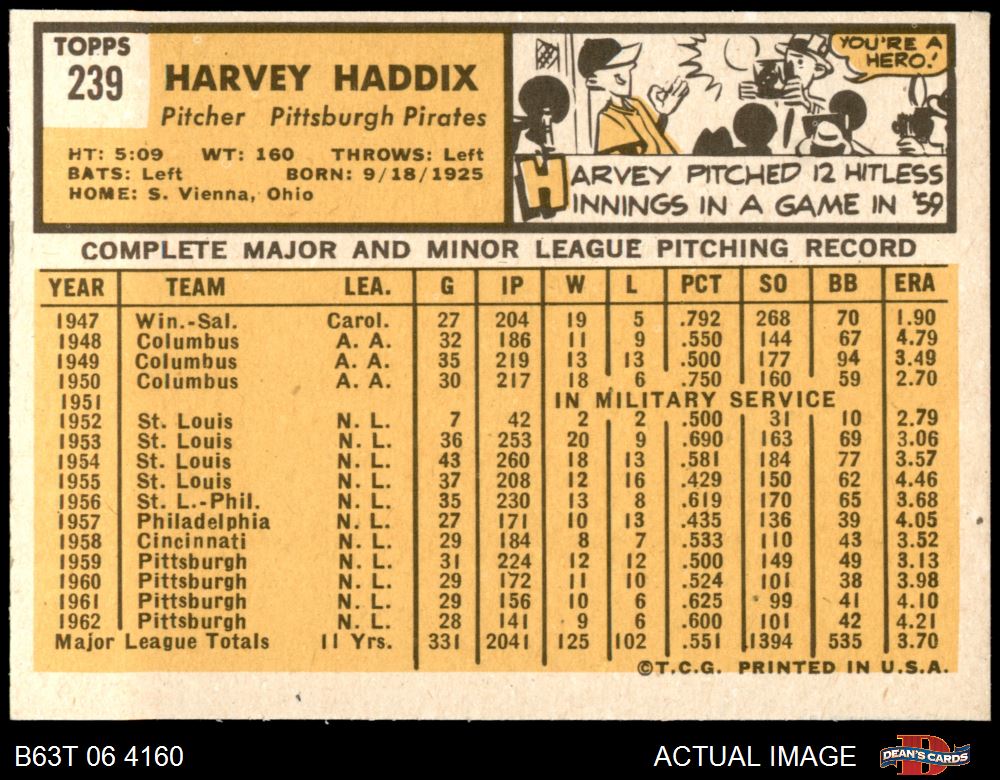 TOPPS
239
HARVEY HADDIX
Pitcher Pittsburgh Pirates
HT: 5:09 WT: 160 THROWS: Left
BATS: Left BORN: 9/18/1925
HOME: S. Vienna, Ohio
YOU'RE A
HERO!
HARVEY PITCHED 12 HITLESS
INNINGS IN A GAME IN '59
COMPLETE MAJOR AND MINOR LEAGUE PITCHING RECORD
YEAR TEAM LEA. G IP W L PCT SO BB ERA
1947 Win.-Sal. Carol. 27 204 19 5 .792 268 70 1.90
1948 Columbus A. A. 32 186 11 9 .550 144 67 4.79
1949 Columbus A. A. 35 219 13 13 .500 177 94 3.49
1950 Columbus A. A. 30 217 18 6 .750 160 59 2.70
1951 IN MILITARY SERVICE
1952 St. Louis N. L. 7 42 2 2 .500 31 10 2.79
1953 St. Louis N. L. 36 253 20 9 .690 163 69 3.06
1954 St. Louis N. L. 43 260 18 13 .581 184 77 3.57
1955 St. Louis N. L. 37 208 12 16 .429 150 62 4.46
1956 St. L.-Phil. N. L. 35 230 13 8 .619 170 65 3.68
1957 Philadelphia N. L. 27 171 10 13 .435 136 39 4.05
1958 Cincinnati N. L. 29 184 8 7 .533 110 43 3.52
1959 Pittsburgh N. L. 31 224 12 12 .500 149 49 3.13
1960 Pittsburgh N. L. 29 172 11 10 .524 101 38 3.98
1961 Pittsburgh N. L. 29 156 10 6 .625 99 41 4.10
1962 Pittsburgh N. L. 28 141 9 6 .600 101 42 4.21
Major League Totals 11 Yrs. 331 2041 125 102 .551 1394 535 3.70
©T.C.G. PRINTED IN U.S.A.
B63T 06 4160 ACTUAL IMAGE
DEAN'S CARDS